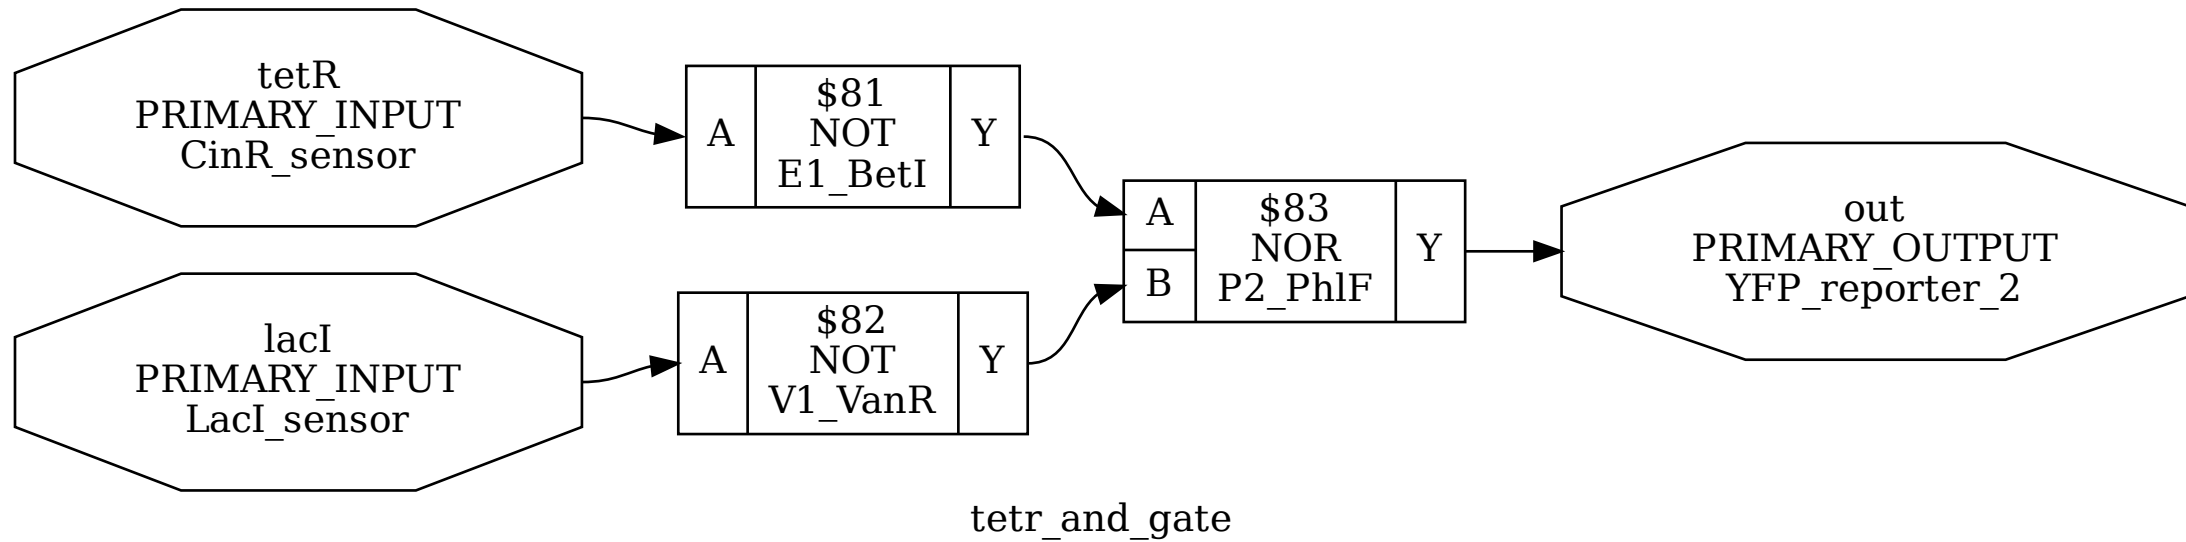 tetR
PRIMARY_INPUT
CinR_sensor
A
$81
NOT
E1_BetI
Y
lacI
PRIMARY_INPUT
LacI_sensor
A
$82
NOT
V1_VanR
Y
A
B
$83
NOR
P2_PhlF
Y
out
PRIMARY_OUTPUT
YFP_reporter_2
tetr_and_gate